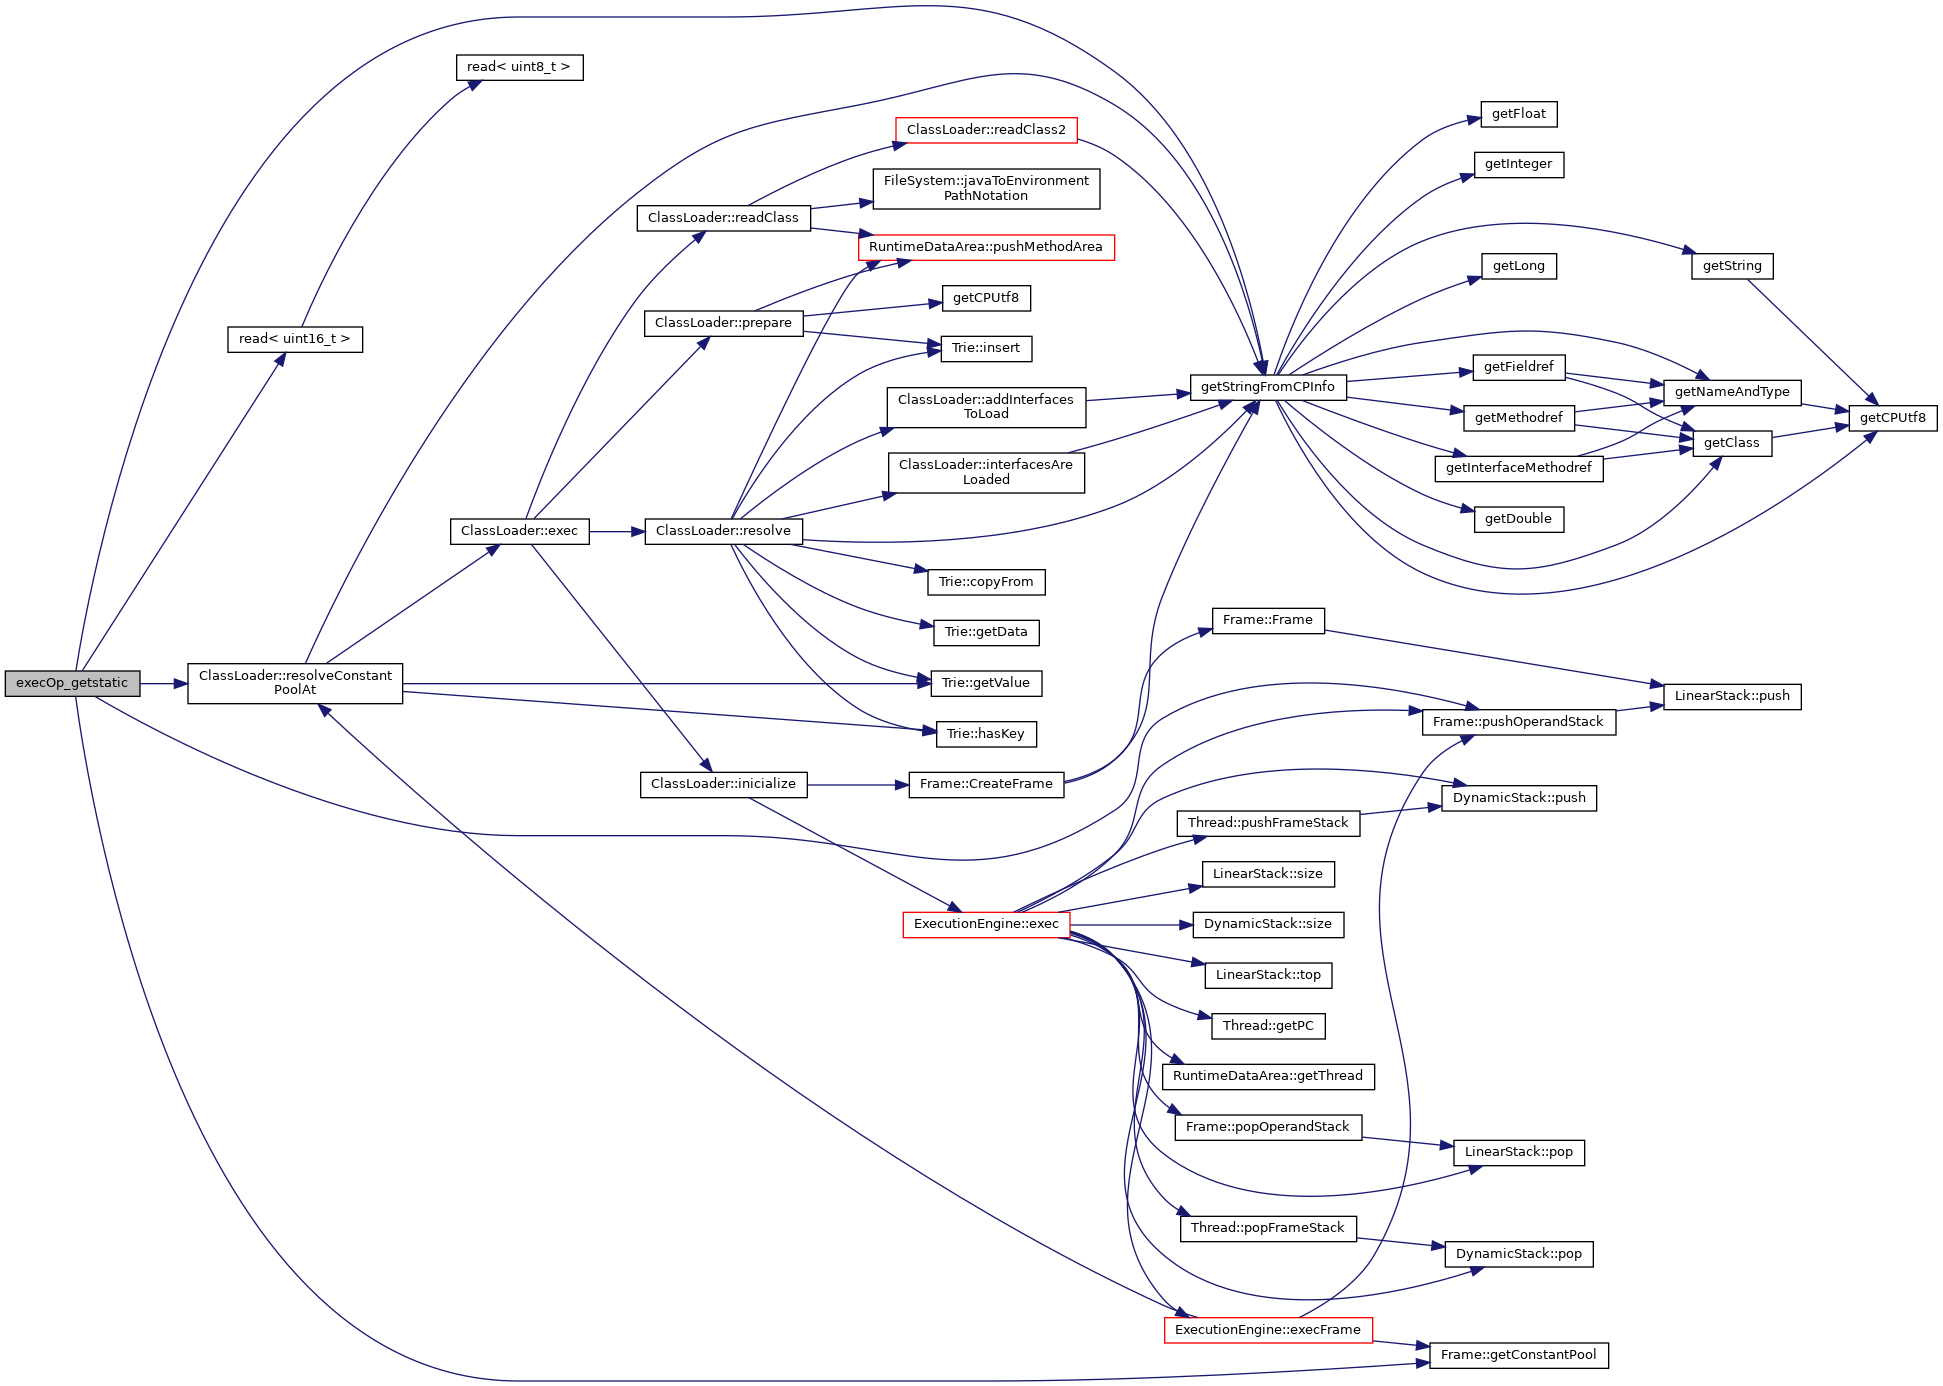 execOp_getstatic
read< uint16_t >
read< uint8_t >
ClassLoader::resolveConstant
PoolAt
ClassLoader::exec
ClassLoader::readClass
ClassLoader::prepare
ClassLoader::resolve
ClassLoader::inicialize
ClassLoader::readClass2
FileSystem::javaToEnvironment
PathNotation
RuntimeDataArea::pushMethodArea
getCPUtf8
Trie::insert
ClassLoader::addInterfaces
ToLoad
ClassLoader::interfacesAre
Loaded
Trie::copyFrom
Trie::getData
Trie::getValue
Trie::hasKey
Frame::CreateFrame
ExecutionEngine::exec
getStringFromCPInfo
Frame::Frame
Thread::pushFrameStack
LinearStack::size
DynamicStack::size
LinearStack::top
Thread::getPC
RuntimeDataArea::getThread
Frame::popOperandStack
Thread::popFrameStack
ExecutionEngine::execFrame
getFloat
getInteger
getLong
getFieldref
getMethodref
getInterfaceMethodref
getDouble
Frame::pushOperandStack
DynamicStack::push
LinearStack::pop
DynamicStack::pop
Frame::getConstantPool
getString
getNameAndType
getClass
LinearStack::push
getCPUtf8